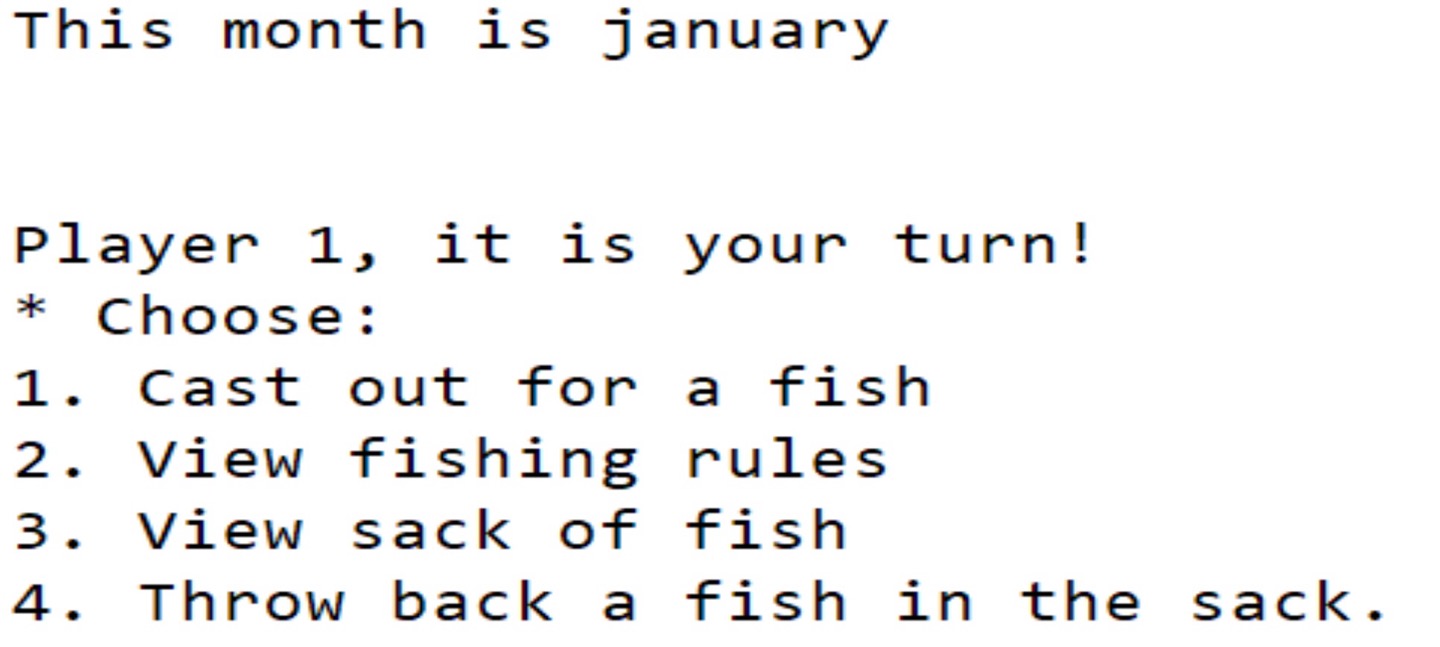 This month is january
Player 1, it is your turn!
* Choose:
1. Cast out for a fish
2. View fishing rules
3. View sack of fish
4. Throw back a fish in the sack.